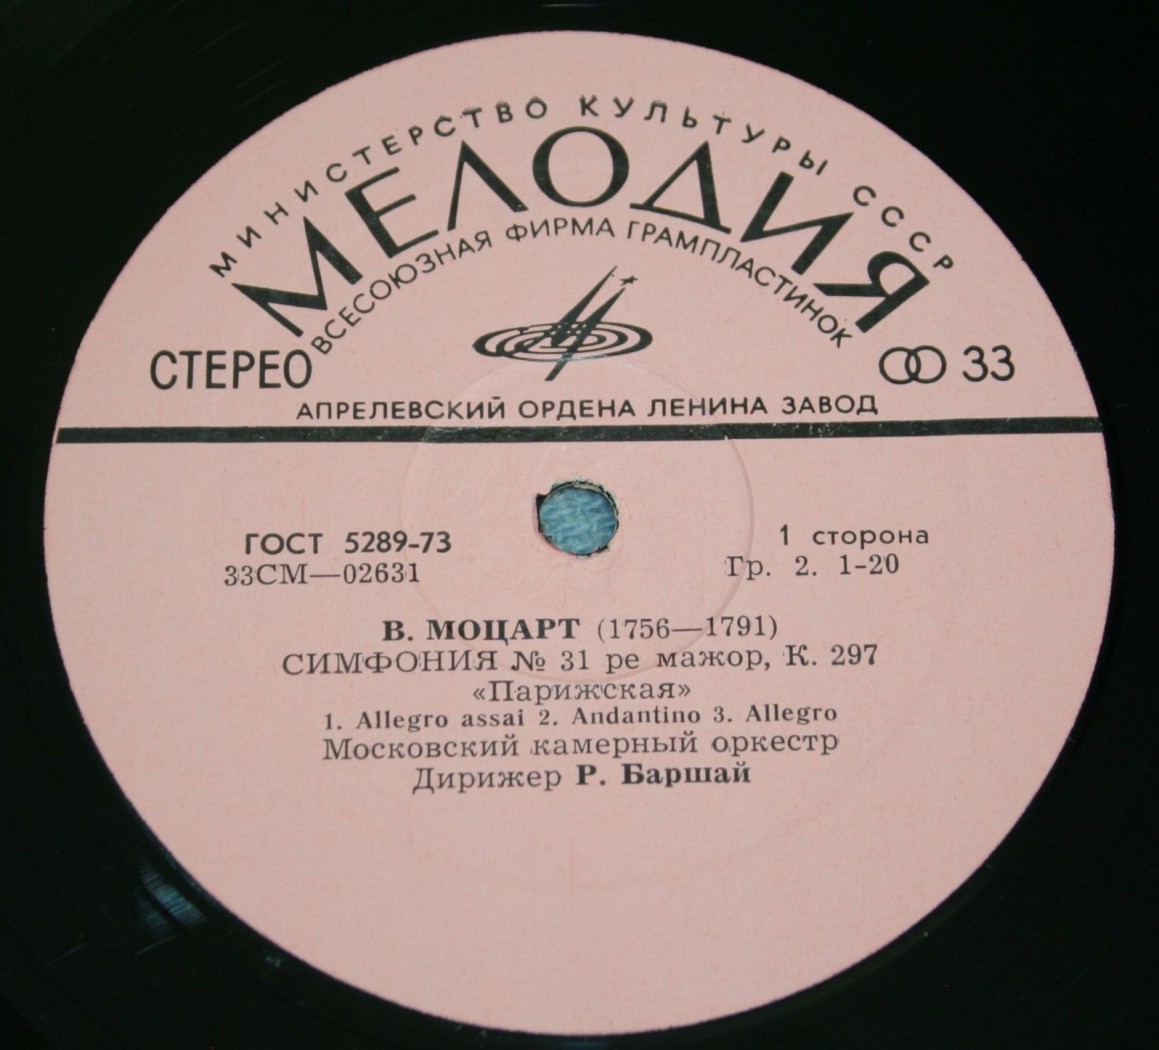 МИНИСТЕРСТВО КУЛЬТУРЫ СССР
МЕЛОДИЯ
ВСЕСОЮЗНАЯ ФИРМА ГРАМПЛАСТИНОК
СТЕРЕО
33
АПРЕЛЕВСКИЙ ОРДЕНА ЛЕНИНА ЗАВОД
ГОСТ 5289-73
33СМ—02631
1 сторона
Гр. 2. 1-20
В. МОЦАРТ (1756—1791)
СИМФОНИЯ № 31 ре мажор, К. 297
«Парижская»
1. Allegro assai 2. Andantino 3. Allegro
Московский камерный оркестр
Дирижер Р. Баршай